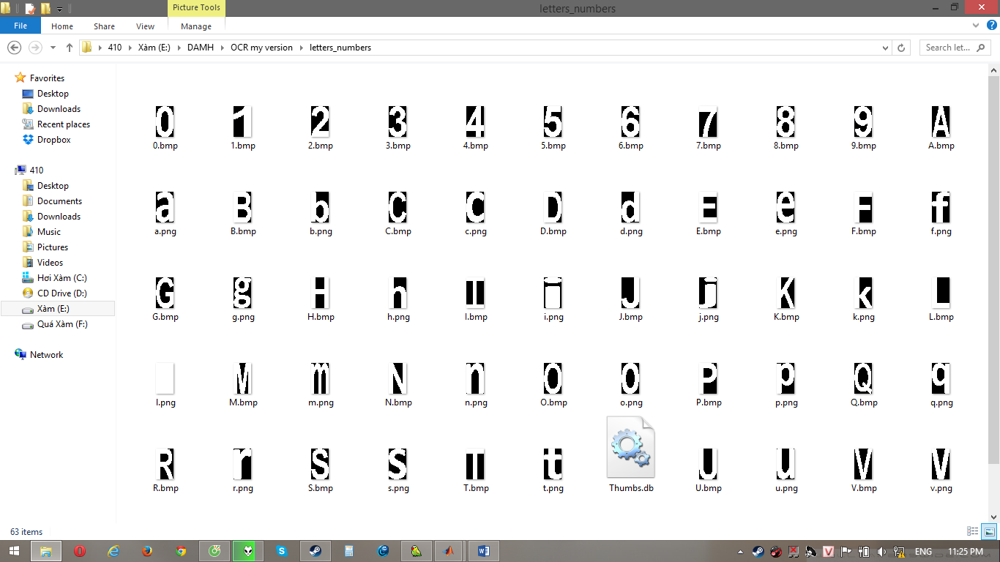 Picture Tools
letters_numbers
File Home Share View Manage
410 Xàm (E:) DAMH OCR my version letters_numbers
Search let...
Favorites
Desktop
Downloads
Recent places
Dropbox
410
Desktop
Documents
Downloads
Music
Pictures
Videos
Hơi Xàm (C:)
CD Drive (D:)
Xàm (E:)
Quá Xàm (F:)
Network
0 1 2 3 4 5 6 7 8 9 A
0.bmp 1.bmp 2.bmp 3.bmp 4.bmp 5.bmp 6.bmp 7.bmp 8.bmp 9.bmp A.bmp
a B b C c D d E e F f
a.png B.bmp b.png C.bmp c.png D.bmp d.png E.bmp e.png F.bmp f.png
G g H h I i J j K k L
G.bmp g.png H.bmp h.png I.bmp i.png J.bmp j.png K.bmp k.png L.bmp
M m N n O o P p Q q
l.png M.bmp m.png N.bmp n.png O.bmp o.png P.bmp p.png Q.bmp q.png
R r S s T t U u V v
R.bmp r.png S.bmp s.png T.bmp t.png Thumbs.db U.bmp u.png V.bmp v.png
63 items
ENG 11:25 PM